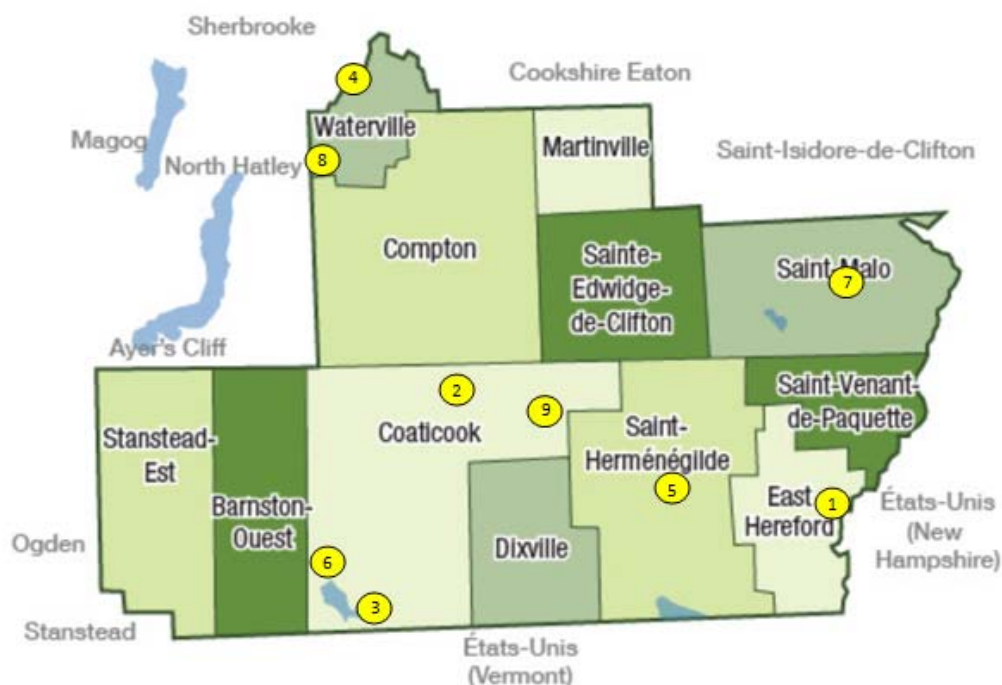 Sherbrooke
4
Cookshire Eaton
Waterville
Magog
Martinville
North Hatley
8
Saint-Isidore-de-Clifton
Compton
Sainte-
Edwidge-
de-Clifton
Saint-Malo
7
Ayer's Cliff
2
9
Coaticook
Stanstead-
Est
Saint-
Herménégilde
5
Saint-Venant-
de-Paquette
Barnston-
Ouest
East
Hereford
1
États-Unis
(New
Hampshire)
Ogden
Dixville
6
3
Stanstead
États-Unis
(Vermont)